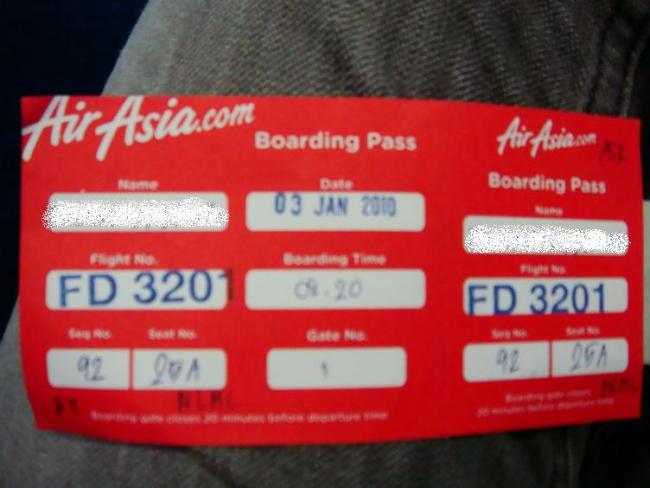 AirAsia.com
Boarding Pass
Name
Date
03 JAN 2010
Flight No.
Boarding Time
FD 3201
08.20
Seq No.
Seat No.
Gate No.
92
25A
1
Boarding gate closes 20 minutes before departure time
AirAsia.com
Boarding Pass
Name
Flight No.
FD 3201
Seq No.
Seat No.
92
25A
Boarding gate closes
20 minutes before departure time